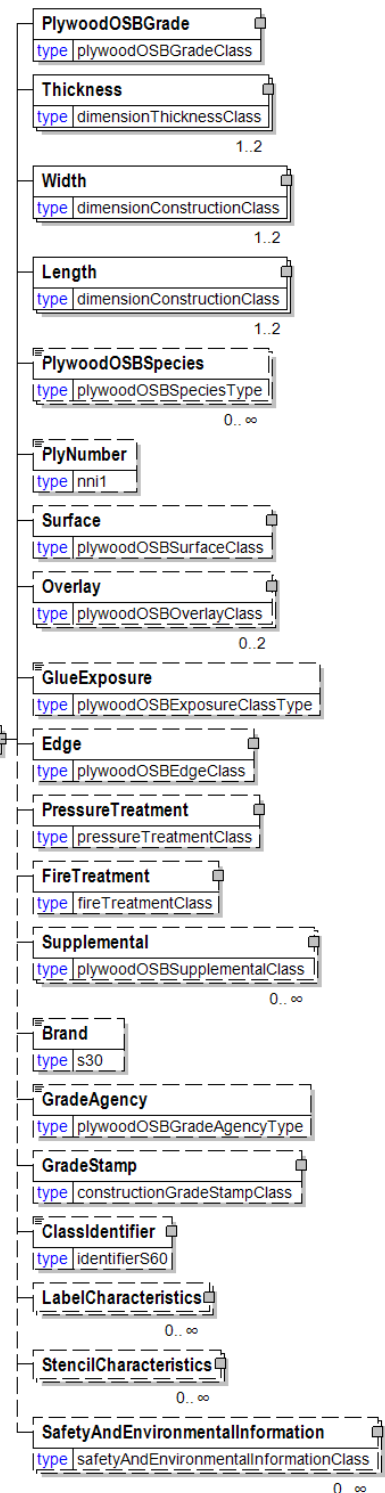 PlywoodOSBGrade
type plywoodOSBGradeClass
Thickness
type dimensionThicknessClass
1..2
Width
type dimensionConstructionClass
1..2
Length
type dimensionConstructionClass
1..2
PlywoodOSBSpecies
type plywoodOSBSpeciesType
0.. ∞
PlyNumber
type nni1
Surface
type plywoodOSBSurfaceClass
Overlay
type plywoodOSBOverlayClass
0..2
GlueExposure
type plywoodOSBExposureClassType
Edge
type plywoodOSBEdgeClass
PressureTreatment
type pressureTreatmentClass
FireTreatment
type fireTreatmentClass
Supplemental
type plywoodOSBSupplementalClass
0.. ∞
Brand
type s30
GradeAgency
type plywoodOSBGradeAgencyType
GradeStamp
type constructionGradeStampClass
ClassIdentifier
type identifierS60
LabelCharacteristics
0.. ∞
StencilCharacteristics
0.. ∞
SafetyAndEnvironmentalInformation
type safetyAndEnvironmentalInformationClass
0.. ∞